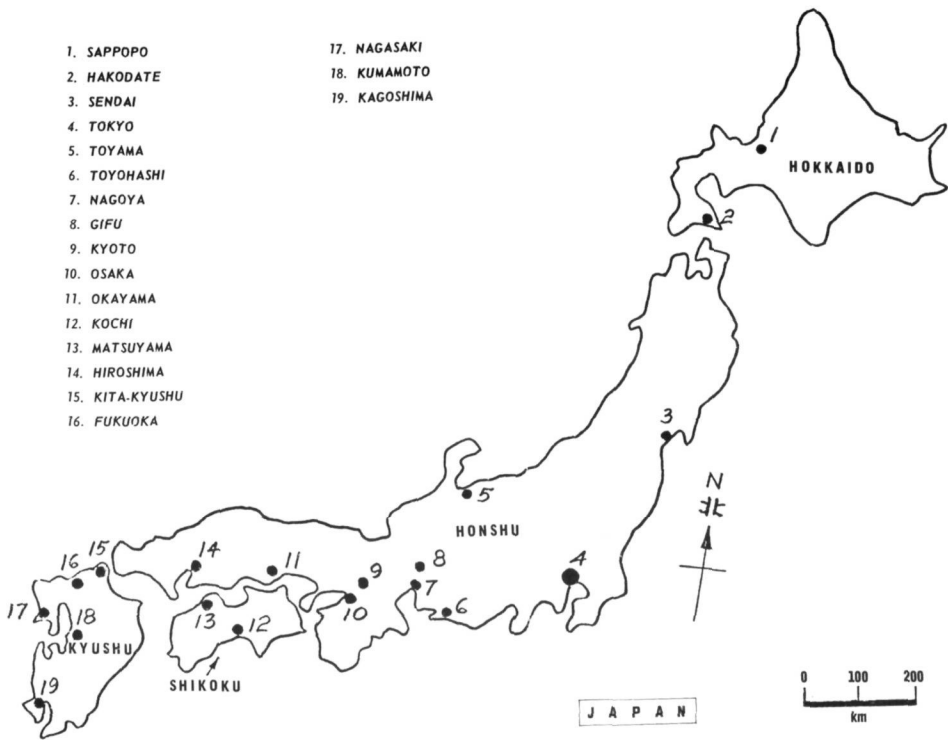 1. SAPPOPO
2. HAKODATE
3. SENDAI
4. TOKYO
5. TOYAMA
6. TOYOHASHI
7. NAGOYA
8. GIFU
9. KYOTO
10. OSAKA
11. OKAYAMA
12. KOCHI
13. MATSUYAMA
14. HIROSHIMA
15. KITA-KYUSHU
16. FUKUOKA
17. NAGASAKI
18. KUMAMOTO
19. KAGOSHIMA
1
HOKKAIDO
2
3
N
北
5
HONSHU
4
14
11
8
9
7
10
6
15
16
17
18
KYUSHU
19
13
12
SHIKOKU
JAPAN
0 100 200
km